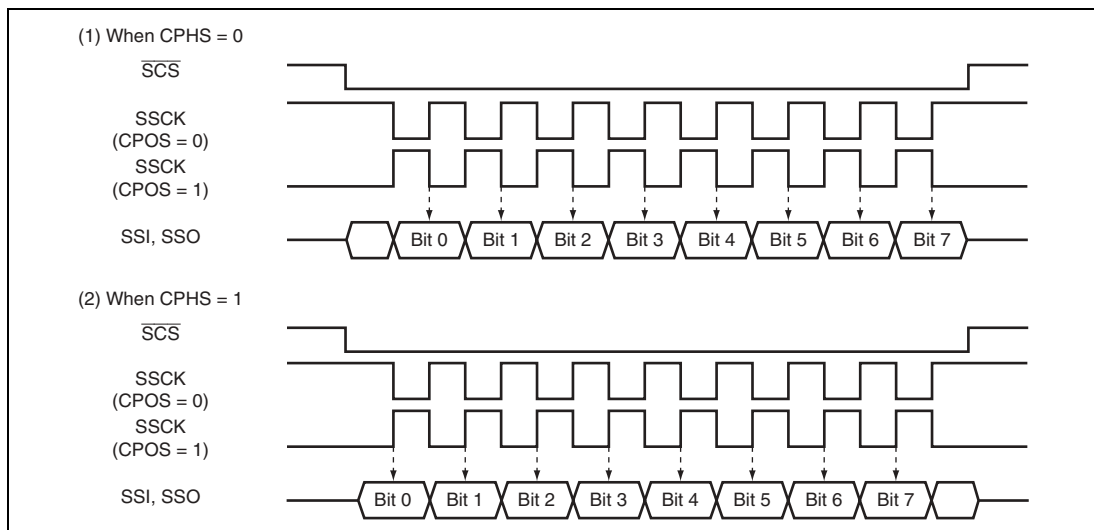 (1) When CPHS = 0
SCS
SSCK
(CPOS = 0)
SSCK
(CPOS = 1)
SSI, SSO
Bit 0 Bit 1 Bit 2 Bit 3 Bit 4 Bit 5 Bit 6 Bit 7
(2) When CPHS = 1
SCS
SSCK
(CPOS = 0)
SSCK
(CPOS = 1)
SSI, SSO
Bit 0 Bit 1 Bit 2 Bit 3 Bit 4 Bit 5 Bit 6 Bit 7